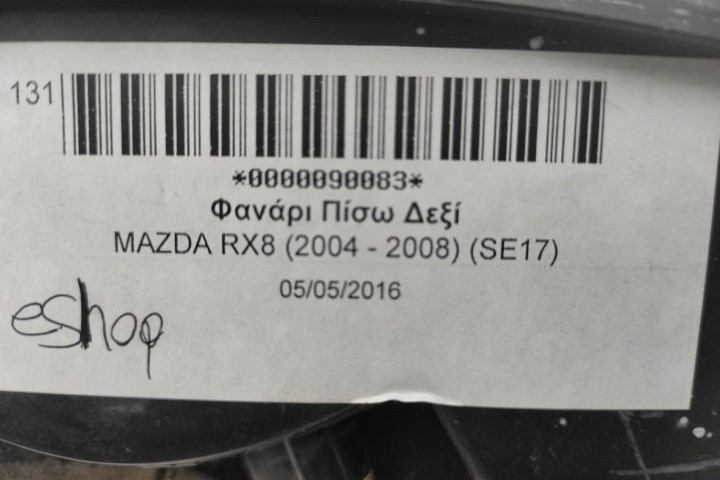 131
*0000090083*
Φανάρι Πίσω Δεξί
MAZDA RX8 (2004 - 2008) (SE17)
05/05/2016
eshop